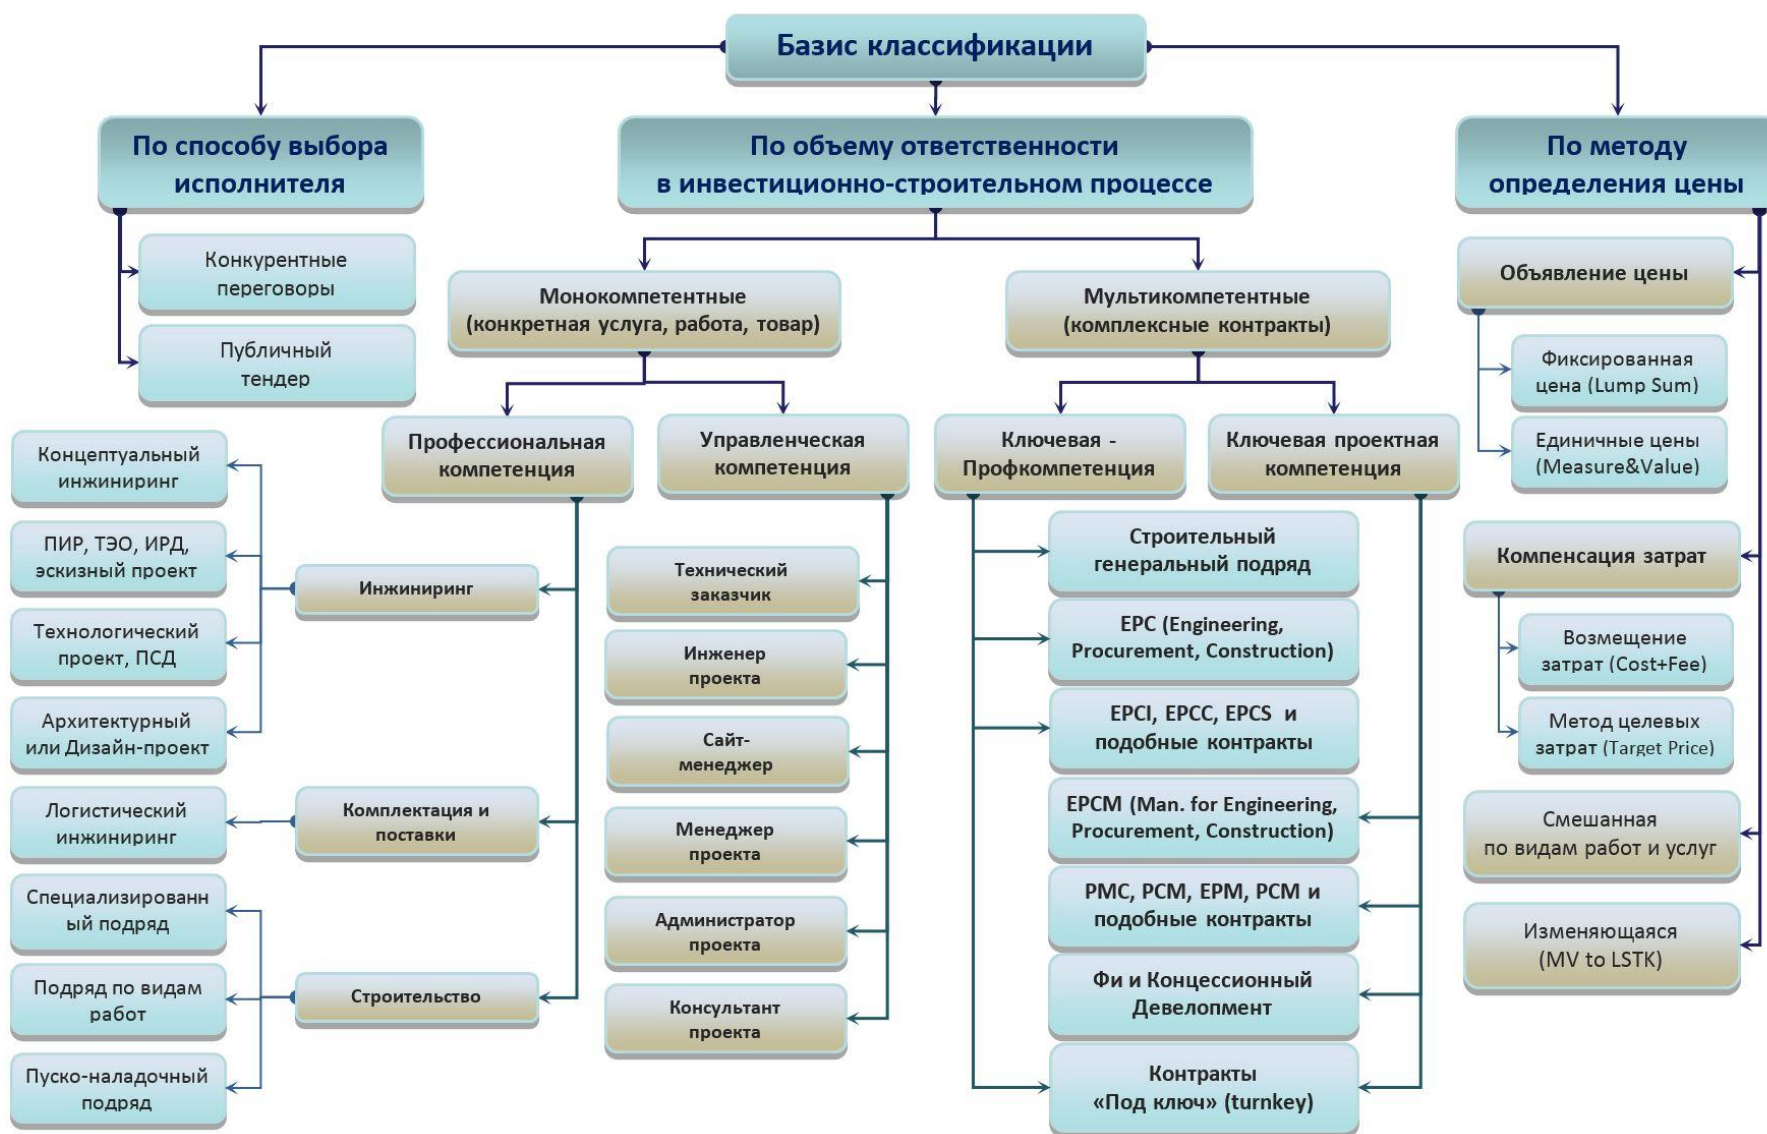 Базис классификации
По способу выбора
исполнителя
Конкурентные
переговоры
Публичный
тендер
По объему ответственности
в инвестиционно-строительном процессе
Монокомпетентные
(конкретная услуга, работа, товар)
Профессиональная
компетенция
Инжиниринг
Концептуальный
инжиниринг
ПИР, ТЭО, ИРД,
эскизный проект
Технологический
проект, ПСД
Архитектурный
или Дизайн-проект
Комплектация и
поставки
Логистический
инжиниринг
Строительство
Специализированн
ый подряд
Подряд по видам
работ
Пуско-наладочный
подряд
Управленческая
компетенция
Технический
заказчик
Инженер
проекта
Сайт-
менеджер
Менеджер
проекта
Администратор
проекта
Консультант
проекта
Мультикомпетентные
(комплексные контракты)
Ключевая -
Профкомпетенция
Ключевая проектная
компетенция
Строительный
генеральный подряд
EPC (Engineering,
Procurement, Construction)
EPCI, EPCC, EPCS и
подобные контракты
EPCM (Man. for Engineering,
Procurement, Construction)
PMC, PCM, EPM, PCM и
подобные контракты
Фи и Концессионный
Девелопмент
Контракты
«Под ключ» (turnkey)
По методу
определения цены
Объявление цены
Фиксированная
цена (Lump Sum)
Единичные цены
(Measure&Value)
Компенсация затрат
Возмещение
затрат (Cost+Fee)
Метод целевых
затрат (Target Price)
Смешанная
по видам работ и услуг
Изменяющаяся
(MV to LSTK)